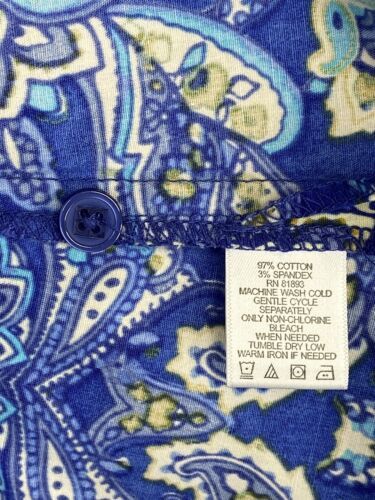 97% COTTON
3% SPANDEX
RN 81893
MACHINE WASH COLD
GENTLE CYCLE
SEPARATELY
ONLY NON-CHLORINE
BLEACH
WHEN NEEDED
TUMBLE DRY LOW
WARM IRON IF NEEDED